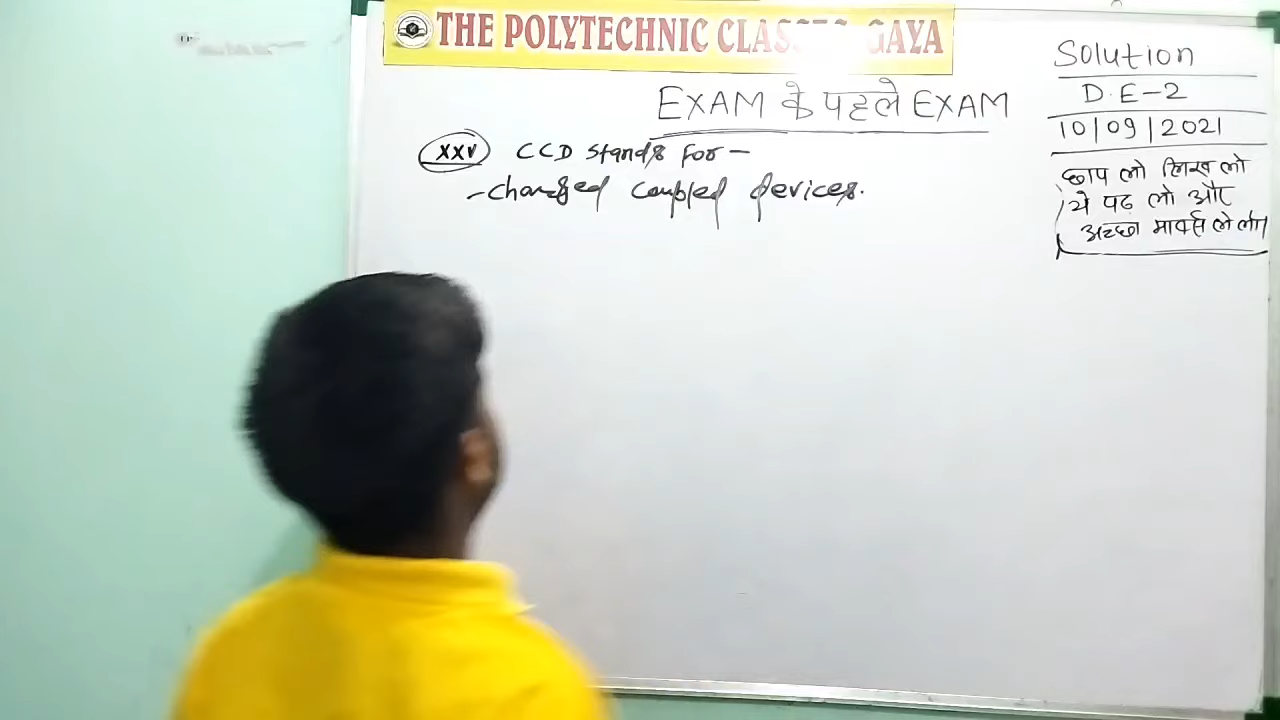 THE POLYTECHNIC CLASSES GAYA
EXAM के पहले EXAM
xxv CCD stands for -
- charged coupled devices.
Solution
D.E-2
10/09/2021
छाप लो लिख लो
ये पढ़ लो और
अच्छा मार्क्स ले लो।